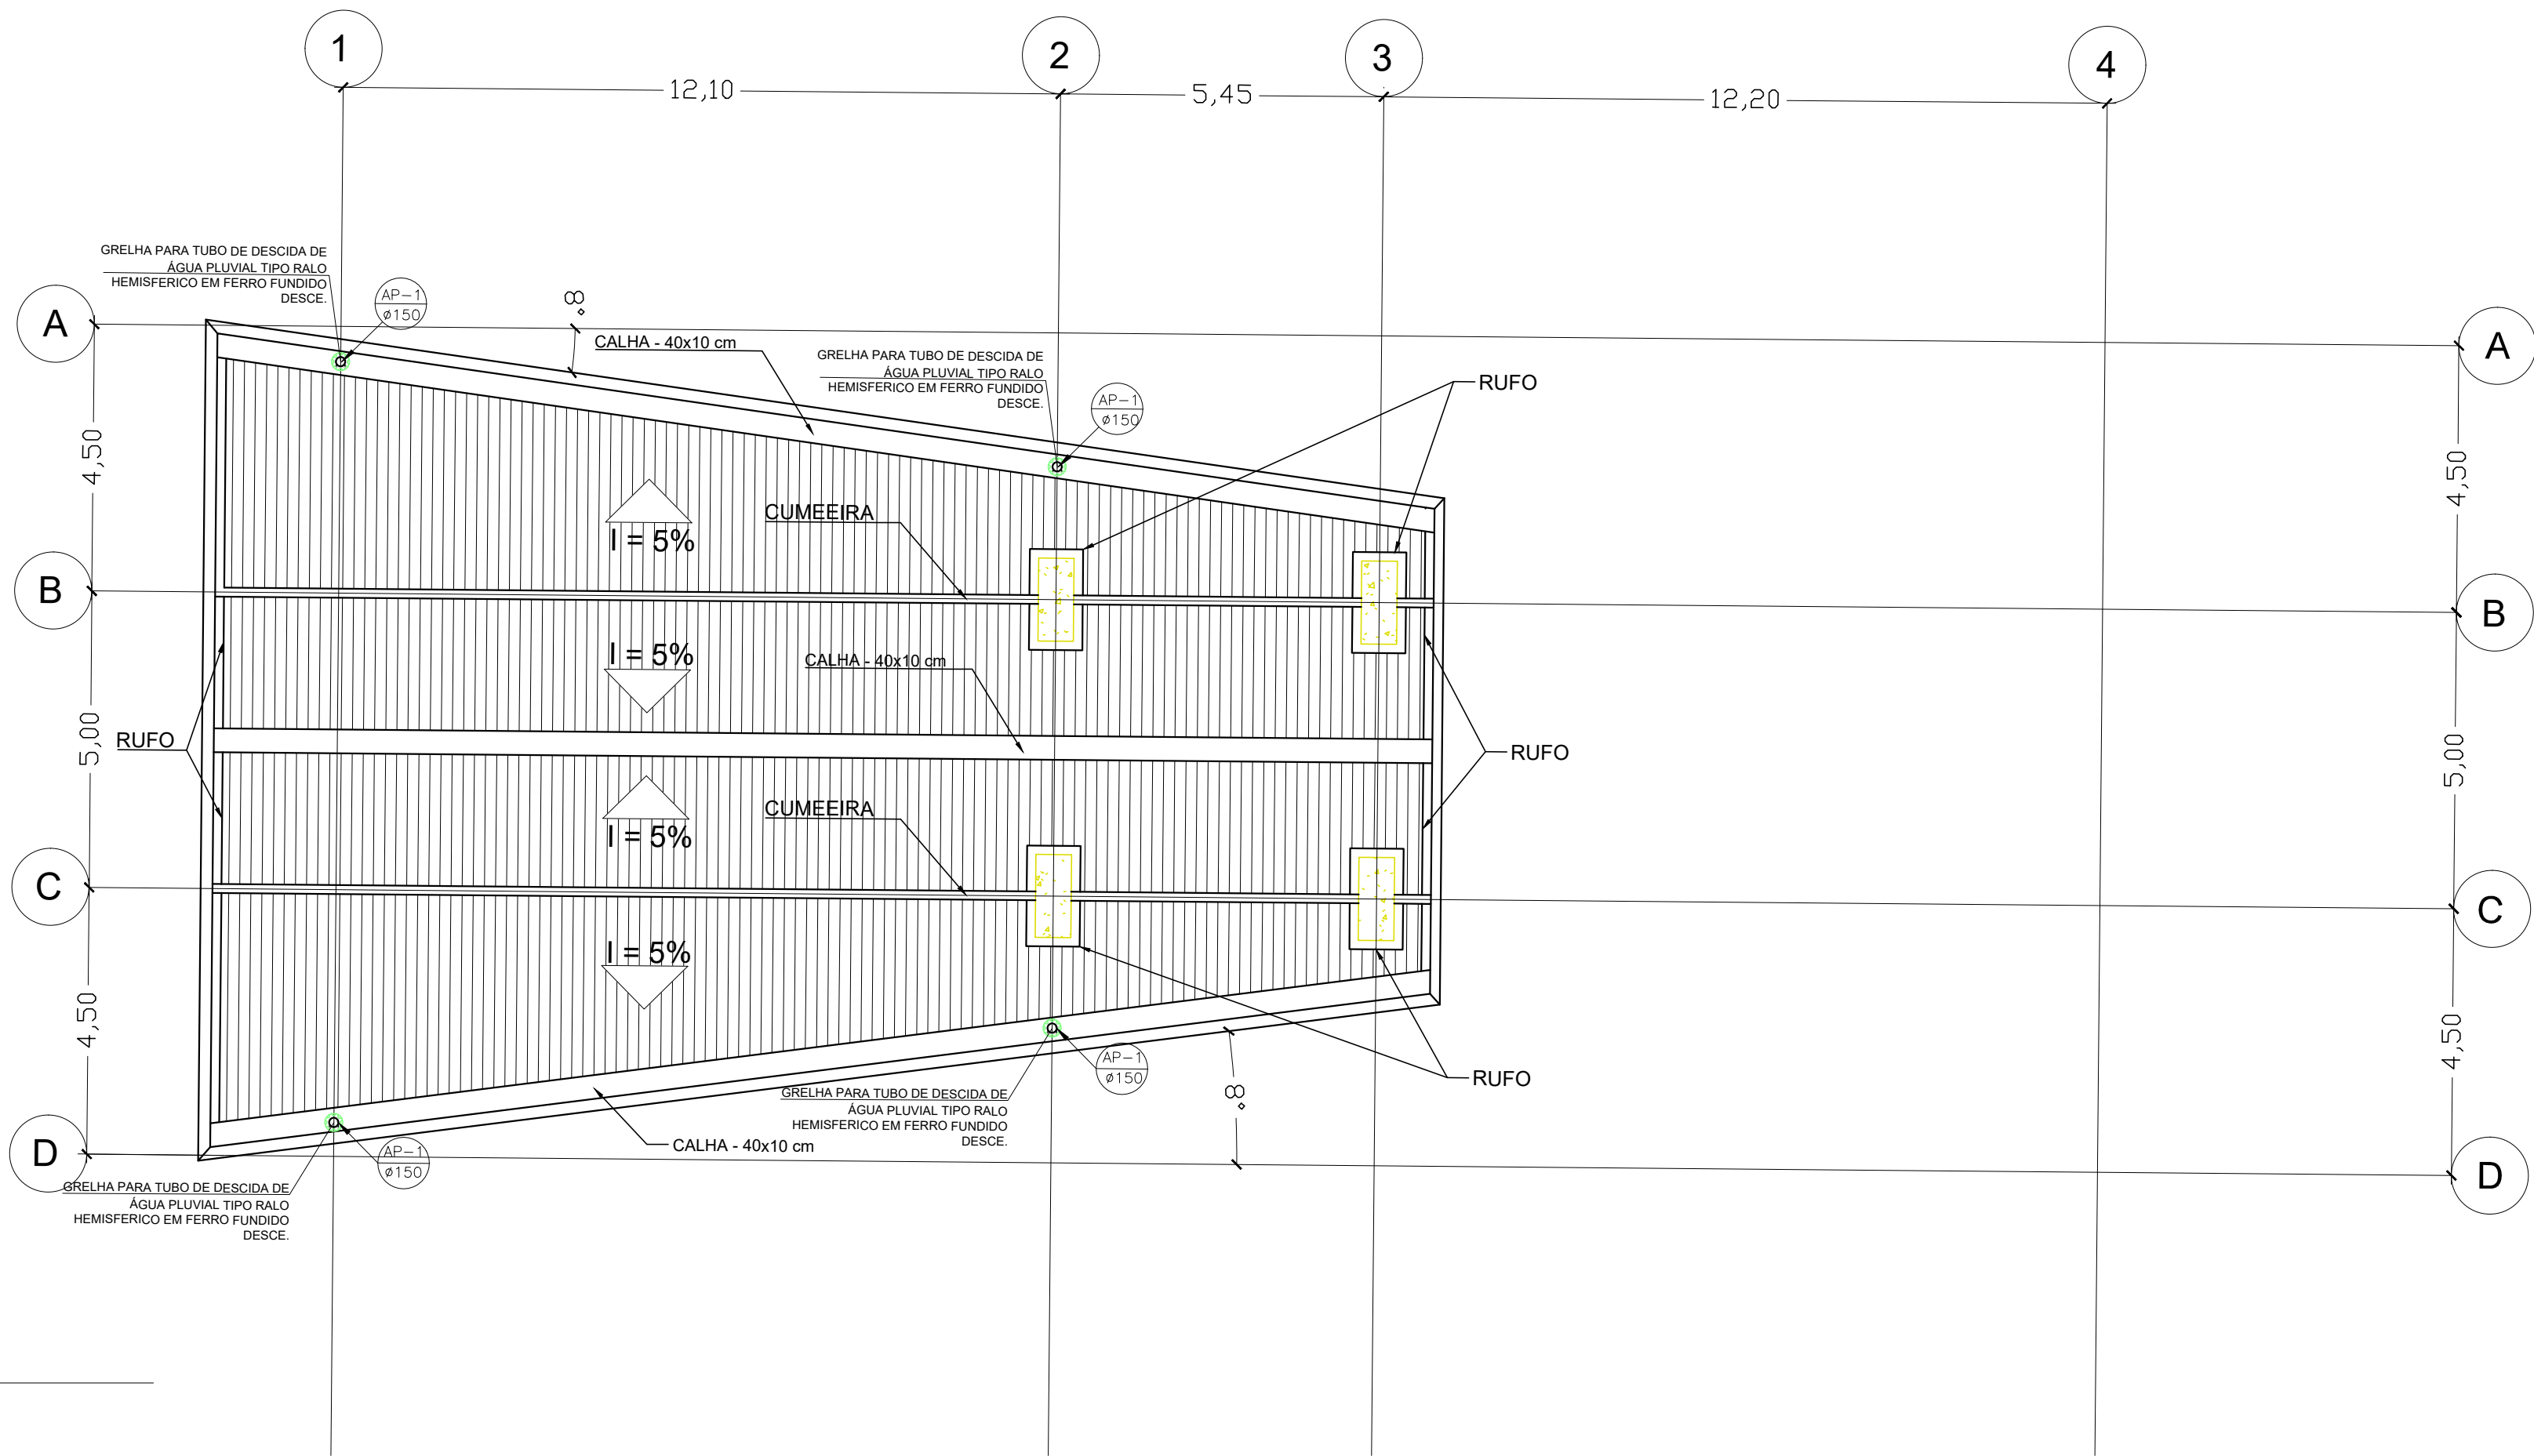 1
2
3
4
12,10
5,45
12,20
GRELHA PARA TUBO DE DESCIDA DE
ÁGUA PLUVIAL TIPO RALO
HEMISFERICO EM FERRO FUNDIDO
DESCE.
AP-1
ø150
8°
A
A
CALHA - 40x10 cm
GRELHA PARA TUBO DE DESCIDA DE
ÁGUA PLUVIAL TIPO RALO
HEMISFERICO EM FERRO FUNDIDO
DESCE.
AP-1
ø150
RUFO
4,50
4,50
CUMEEIRA
I = 5%
B
B
I = 5%
CALHA - 40x10 cm
5,00
RUFO
RUFO
5,00
CUMEEIRA
I = 5%
C
C
I = 5%
4,50
4,50
AP-1
ø150
RUFO
GRELHA PARA TUBO DE DESCIDA DE
ÁGUA PLUVIAL TIPO RALO
HEMISFERICO EM FERRO FUNDIDO
DESCE.
8°
CALHA - 40x10 cm
D
D
AP-1
ø150
GRELHA PARA TUBO DE DESCIDA DE
ÁGUA PLUVIAL TIPO RALO
HEMISFERICO EM FERRO FUNDIDO
DESCE.